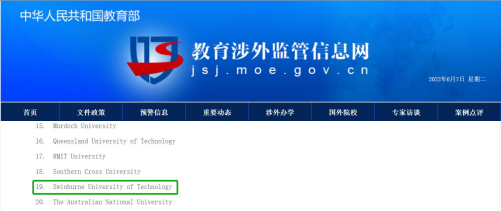 中华人民共和国教育部
教育涉外监管信息网
jsj.moe.gov.cn
2022年6月7日 星期二
首页 文件政策 预警信息 重要动态 涉外办学 国外院校 专家访谈 案例点评
15. Murdoch University
16. Queensland University of Technology
17. RMIT University
18. Southern Cross University
19. Swinburne University of Technology
20. The Australian National University